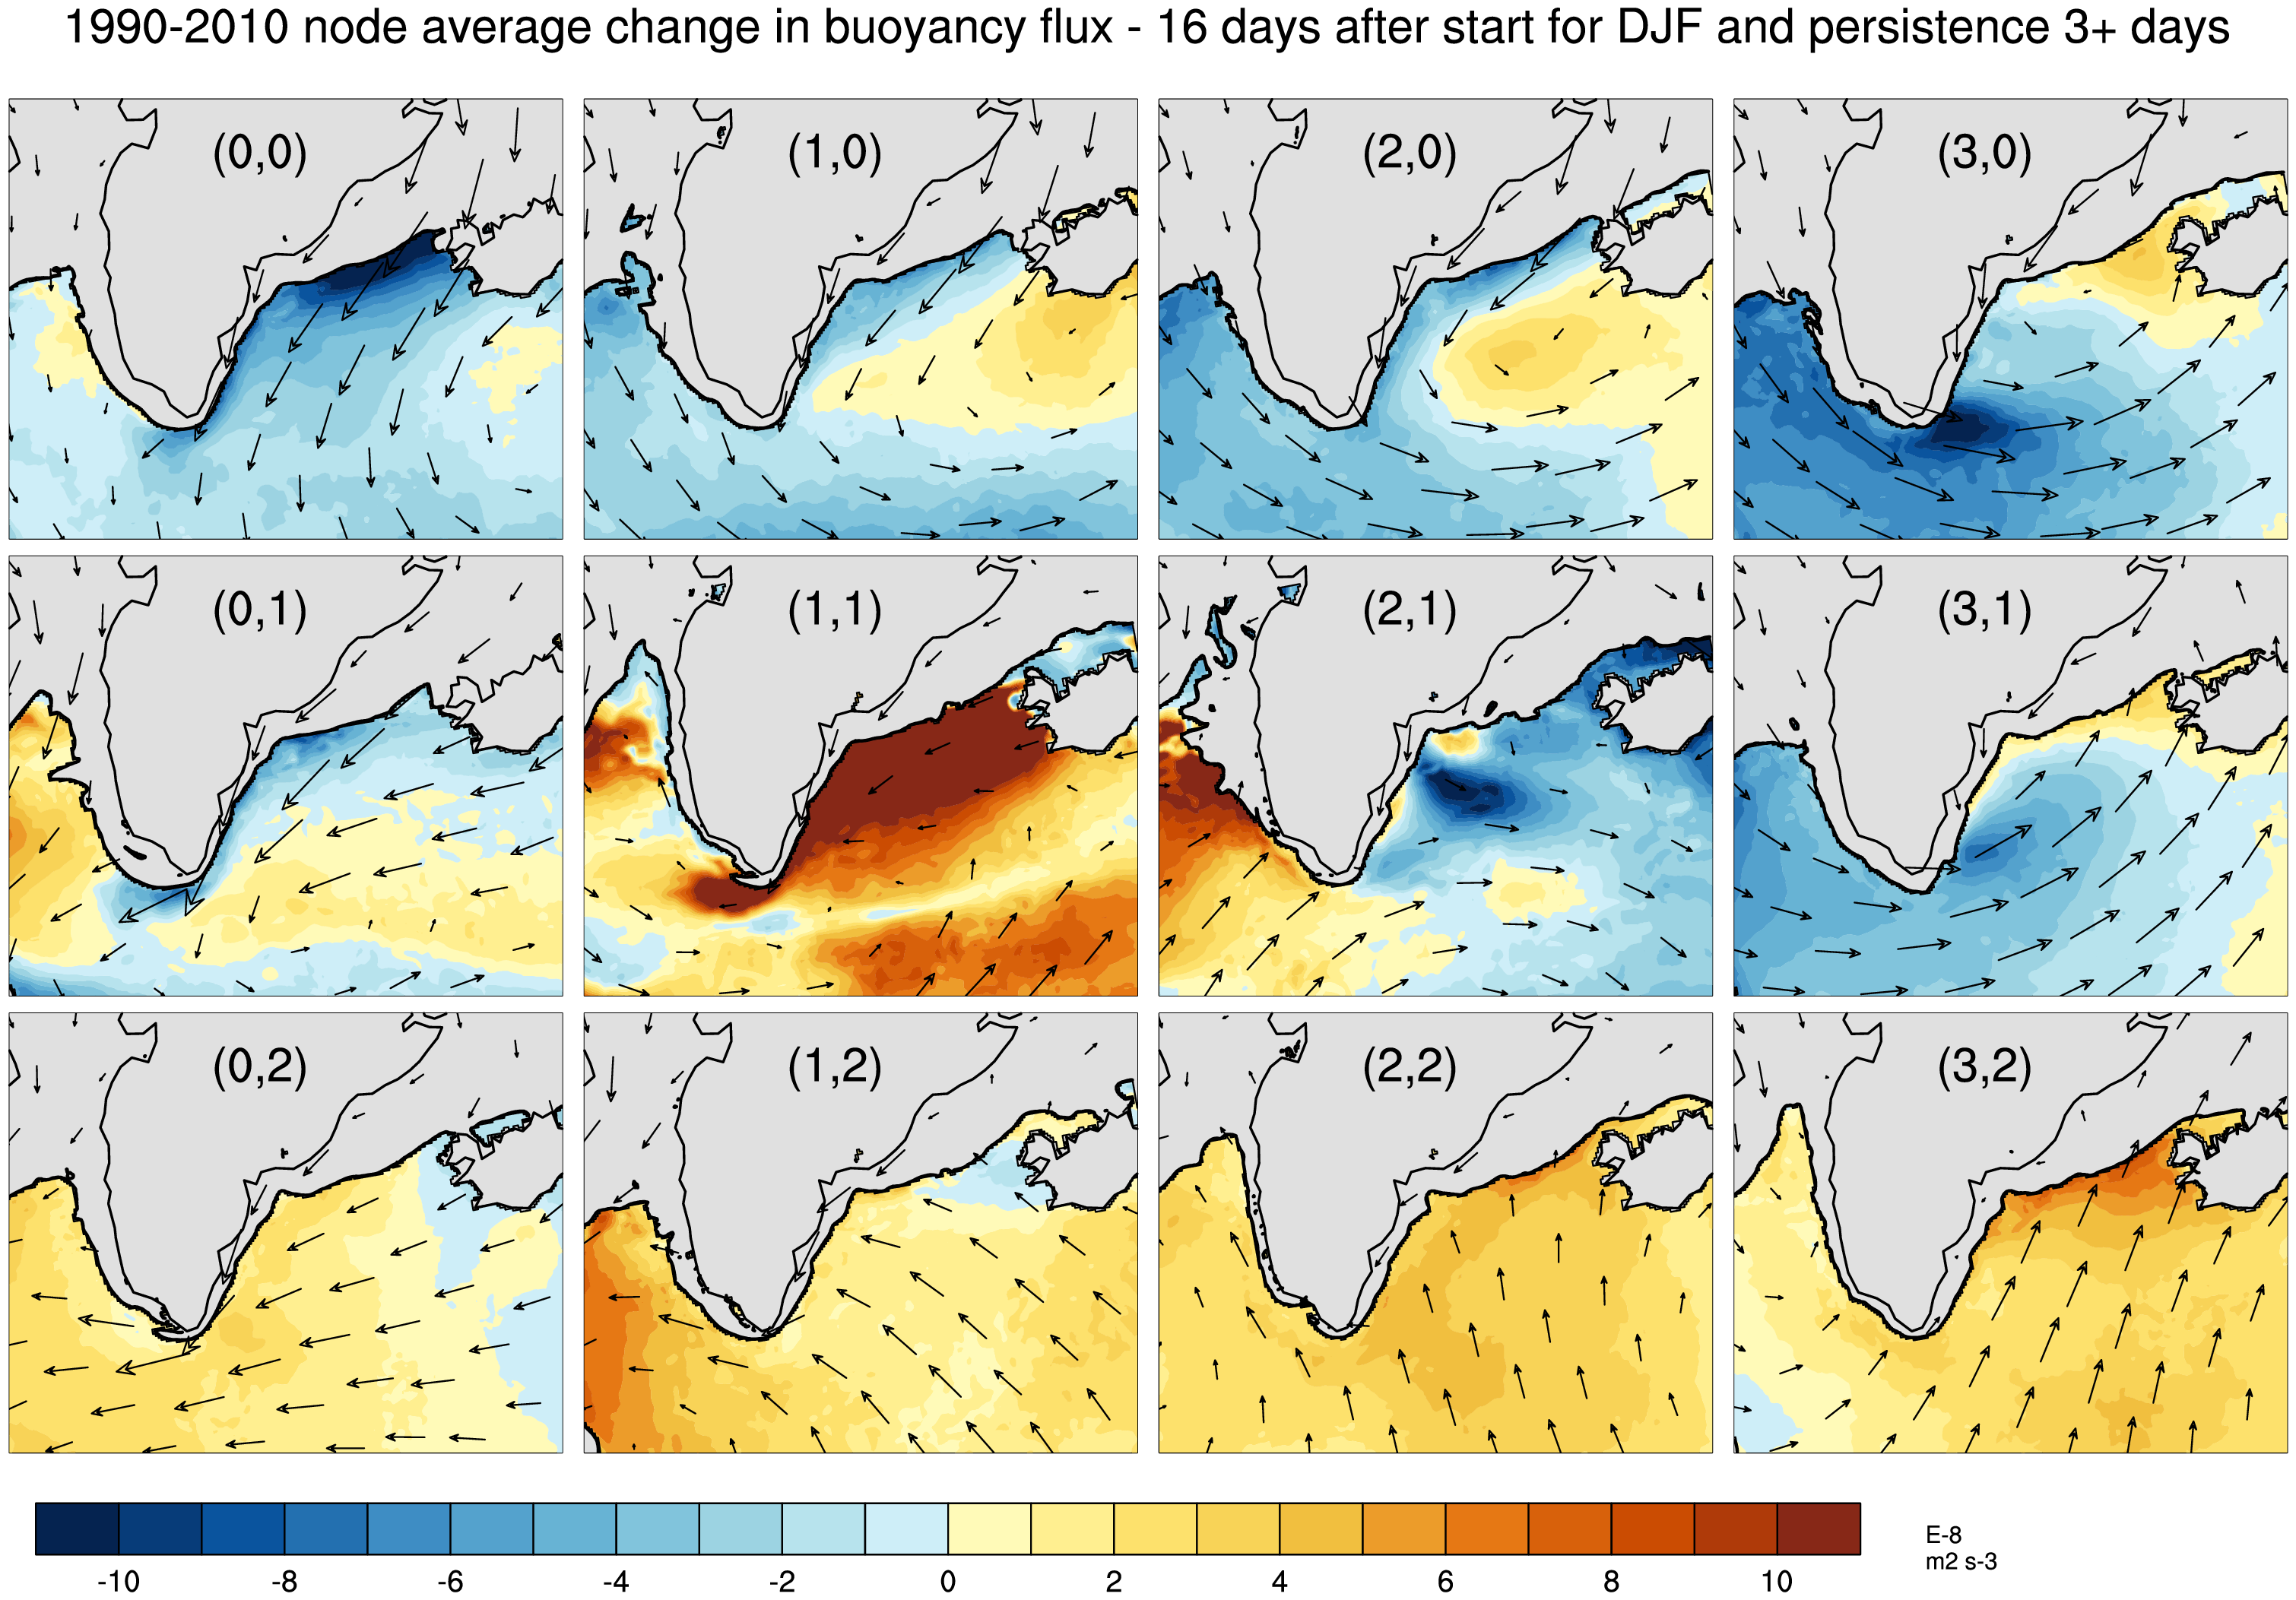 1990-2010 node average change in buoyancy flux - 16 days after start for DJF and persistence 3+ days
(0,0) (1,0) (2,0) (3,0)
(0,1) (1,1) (2,1) (3,1)
(0,2) (1,2) (2,2) (3,2)
E-8
m2 s-3
-10 -8 -6 -4 -2 0 2 4 6 8 10